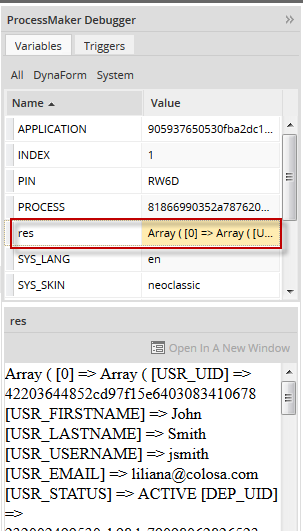 ProcessMaker Debugger
Variables Triggers
All DynaForm System
Name Value
APPLICATION 905937650530fba2dc1...
INDEX 1
PIN RW6D
PROCESS 81866990352a787620...
res Array ( [0] => Array ( [U...
SYS_LANG en
SYS_SKIN neoclassic
res
Open In A New Window
Array ( [0] => Array ( [USR_UID] =>
42203644852cd97f15e6403083410678
[USR_FIRSTNAME] => John
[USR_LASTNAME] => Smith
[USR_USERNAME] => jsmith
[USR_EMAIL] => liliana@colosa.com
[USR_STATUS] => ACTIVE [DEP_UID]
=>